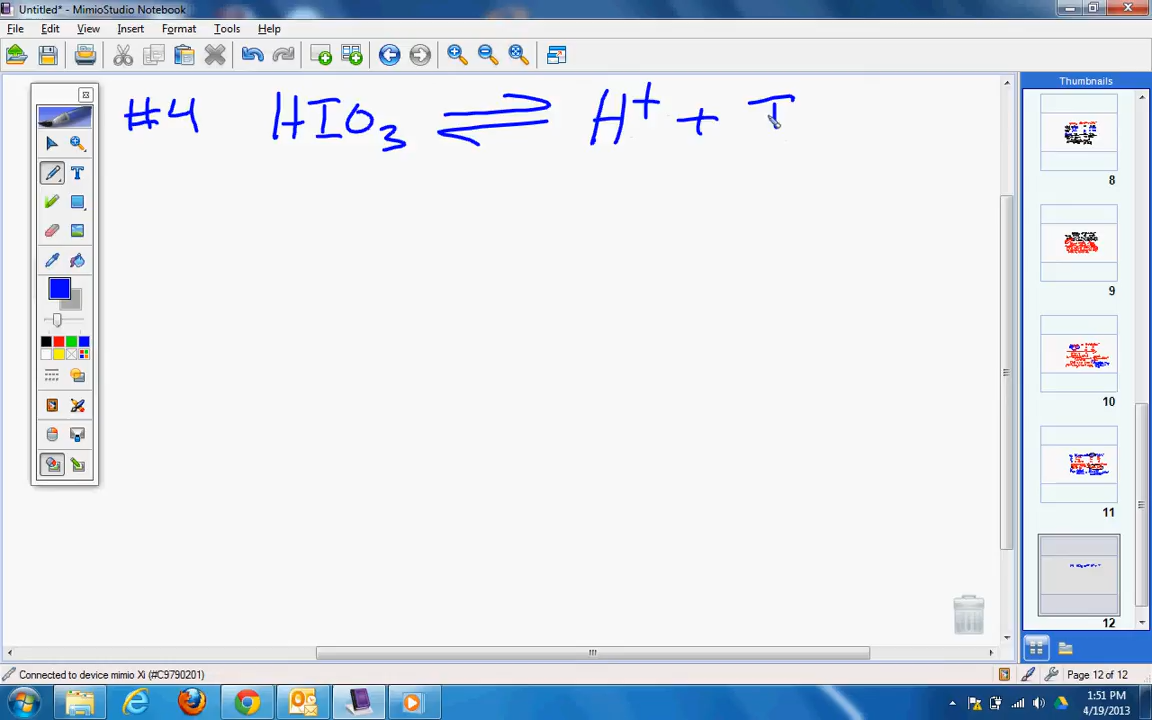 Untitled* - MimioStudio Notebook
File Edit View Insert Format Tools Help
Thumbnails
#4 HIO₃ ⇌ H⁺ + I
8
9
10
11
12
Connected to device mimio Xi (#C9790201)
Page 12 of 12
1:51 PM
4/19/2013